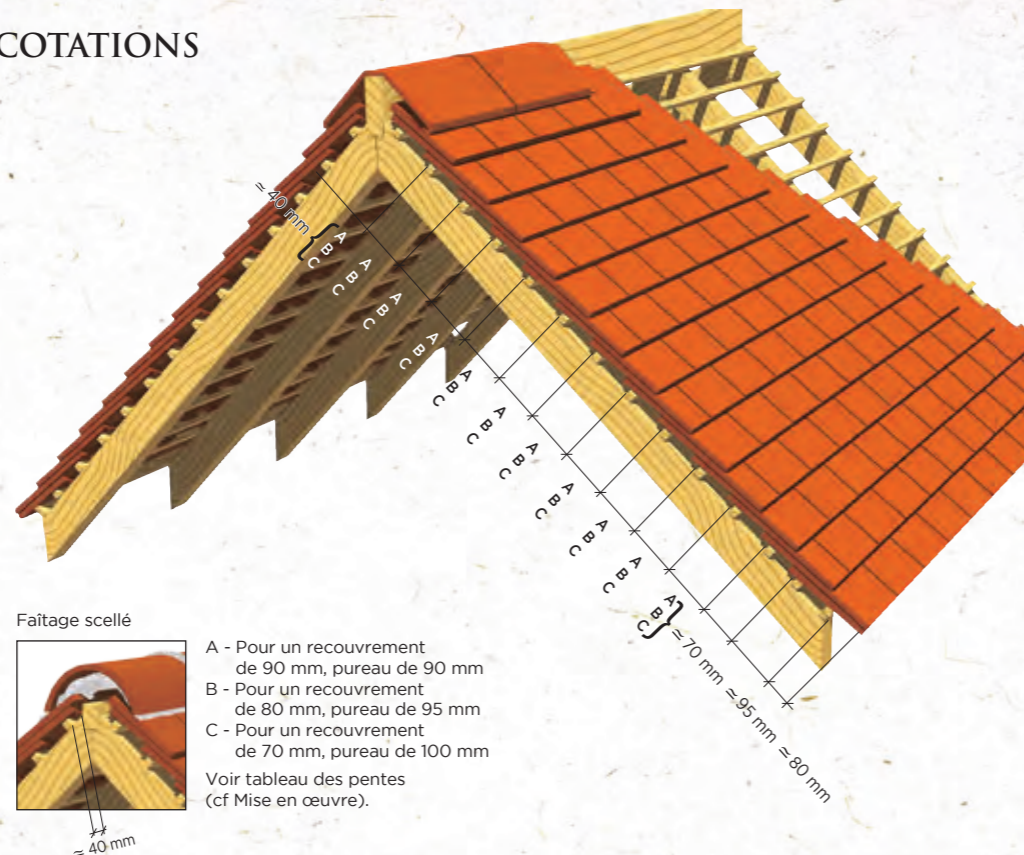 COTATIONS
≃ 40 mm
A
B
C
A
B
C
A
B
C
A
B
C
A
B
C
A
B
C
A
B
C
A
B
C
A
B
C
A
B
C
A
B
C
≃ 70 mm ≃ 95 mm ≃ 80 mm
Faîtage scellé
≃ 40 mm
A - Pour un recouvrement
de 90 mm, pureau de 90 mm
B - Pour un recouvrement
de 80 mm, pureau de 95 mm
C - Pour un recouvrement
de 70 mm, pureau de 100 mm
Voir tableau des pentes
(cf Mise en œuvre).